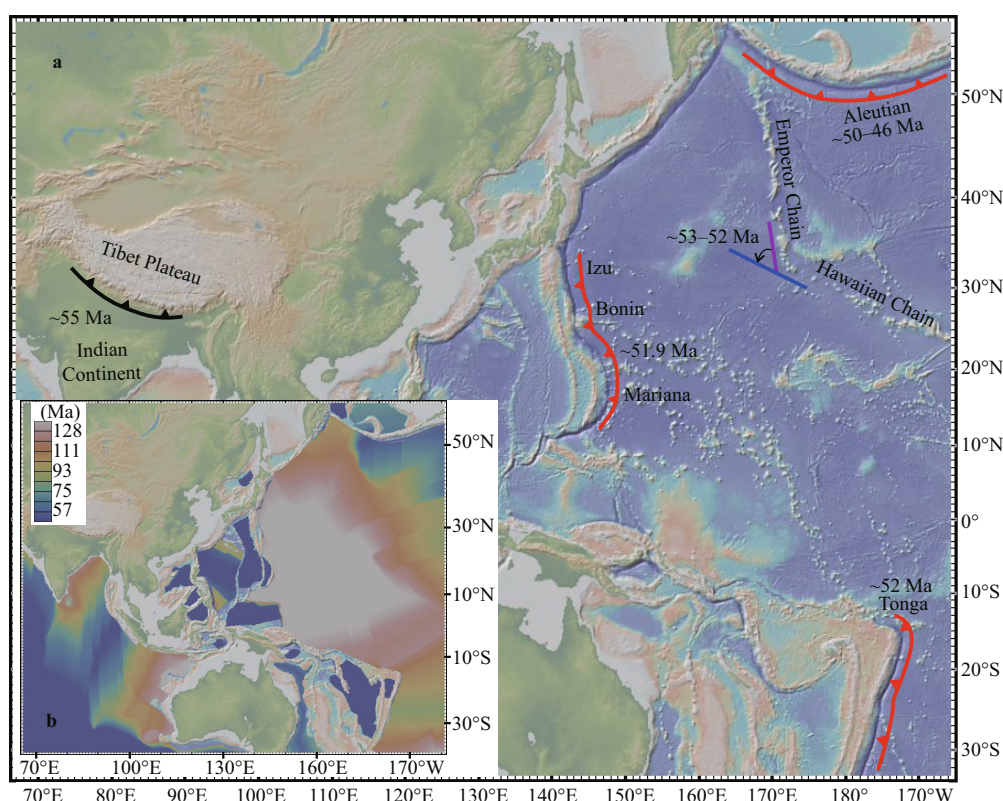 a
Aleutian
~50–46 Ma
50°N
Emperor Chain
40°N
~53–52 Ma
Tibet Plateau
Izu
Hawaiian Chain
30°N
~55 Ma
Bonin
Indian
Continent
~51.9 Ma
20°N
Mariana
10°N
0°
~52 Ma
Tonga
10°S
20°S
30°S
70°E 80°E 90°E 100°E 110°E 120°E 130°E 140°E 150°E 160°E 170°E 180°E 170°W
(Ma)
128
111
93
75
57
50°N
30°N
10°N
10°S
b
30°S
70°E 100°E 130°E 160°E 170°W